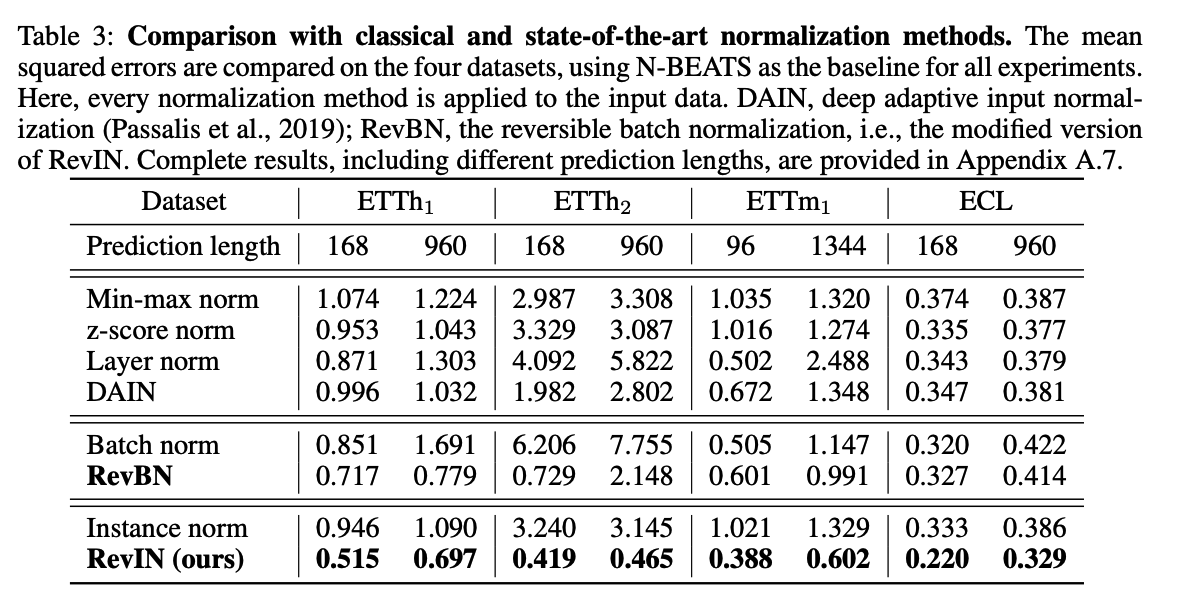 Table 3: Comparison with classical and state-of-the-art normalization methods. The mean
squared errors are compared on the four datasets, using N-BEATS as the baseline for all experiments.
Here, every normalization method is applied to the input data. DAIN, deep adaptive input normal-
ization (Passalis et al., 2019); RevBN, the reversible batch normalization, i.e., the modified version
of RevIN. Complete results, including different prediction lengths, are provided in Appendix A.7.
Dataset ETTh₁ ETTh₂ ETTm₁ ECL
Prediction length 168 960 168 960 96 1344 168 960
Min-max norm 1.074 1.224 2.987 3.308 1.035 1.320 0.374 0.387
z-score norm 0.953 1.043 3.329 3.087 1.016 1.274 0.335 0.377
Layer norm 0.871 1.303 4.092 5.822 0.502 2.488 0.343 0.379
DAIN 0.996 1.032 1.982 2.802 0.672 1.348 0.347 0.381
Batch norm 0.851 1.691 6.206 7.755 0.505 1.147 0.320 0.422
RevBN 0.717 0.779 0.729 2.148 0.601 0.991 0.327 0.414
Instance norm 0.946 1.090 3.240 3.145 1.021 1.329 0.333 0.386
RevIN (ours) 0.515 0.697 0.419 0.465 0.388 0.602 0.220 0.329